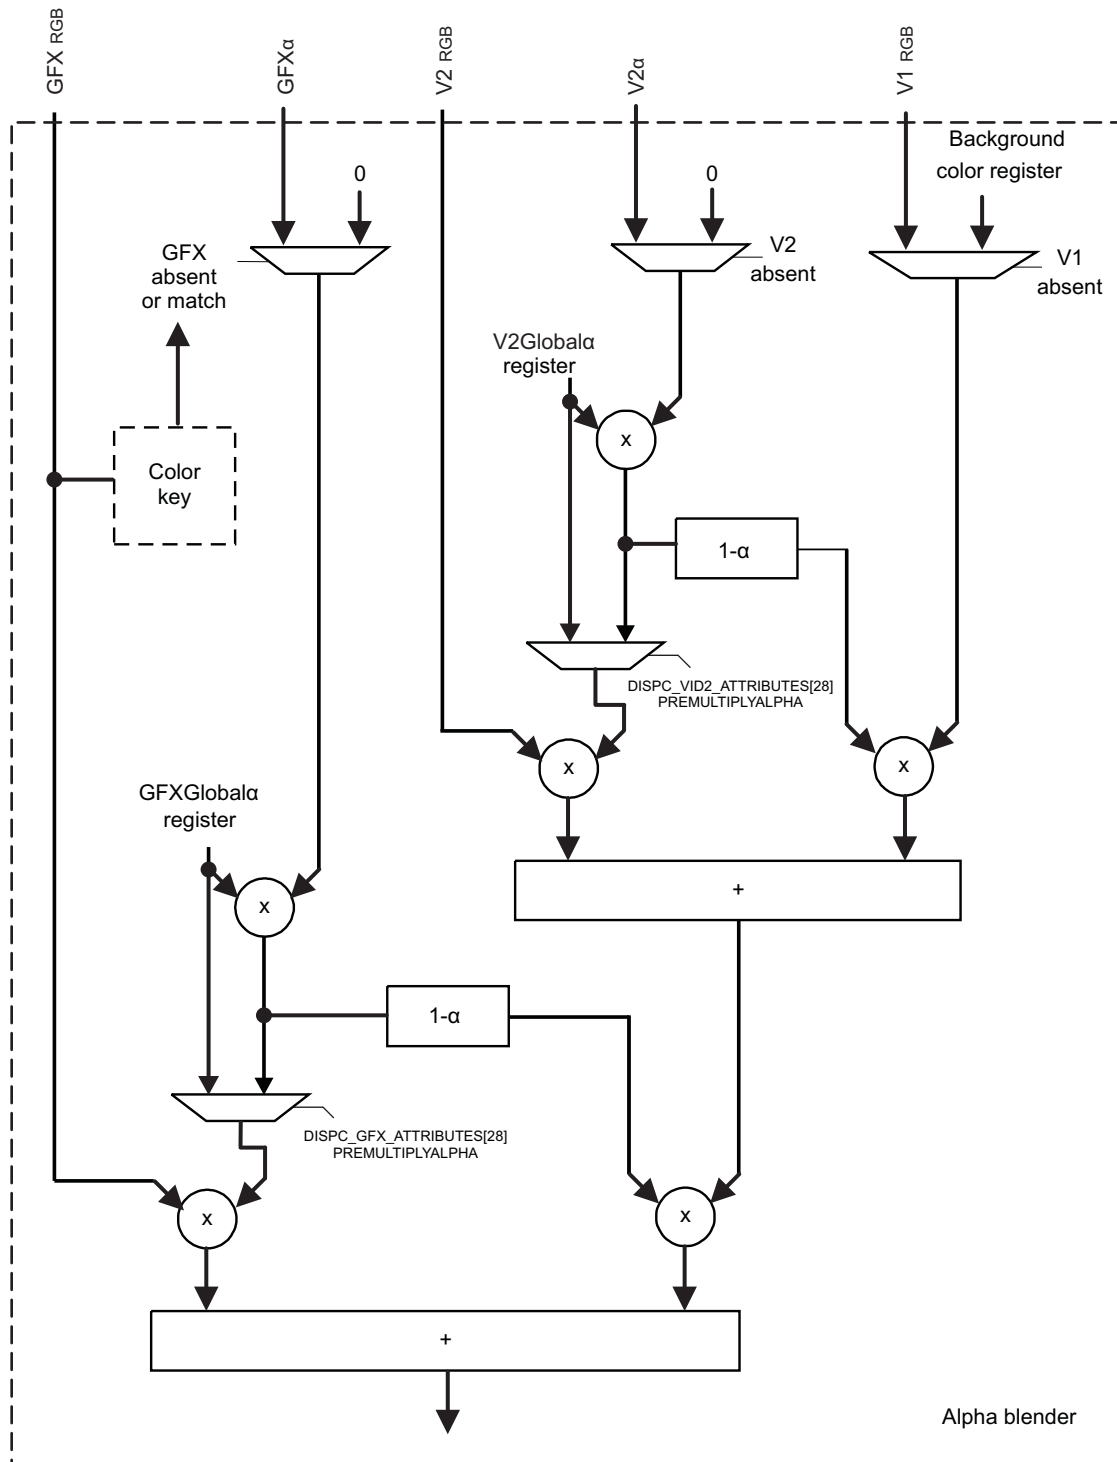 GFX RGB
GFXα
V2 RGB
V2α
V1 RGB
Background
color register
0
0
GFX
absent
or match
V2
absent
V1
absent
V2Globalα
register
x
Color
key
1-α
DISPC_VID2_ATTRIBUTES[28]
PREMULTIPLYALPHA
x
x
GFXGlobalα
register
x
+
1-α
DISPC_GFX_ATTRIBUTES[28]
PREMULTIPLYALPHA
x
x
+
Alpha blender